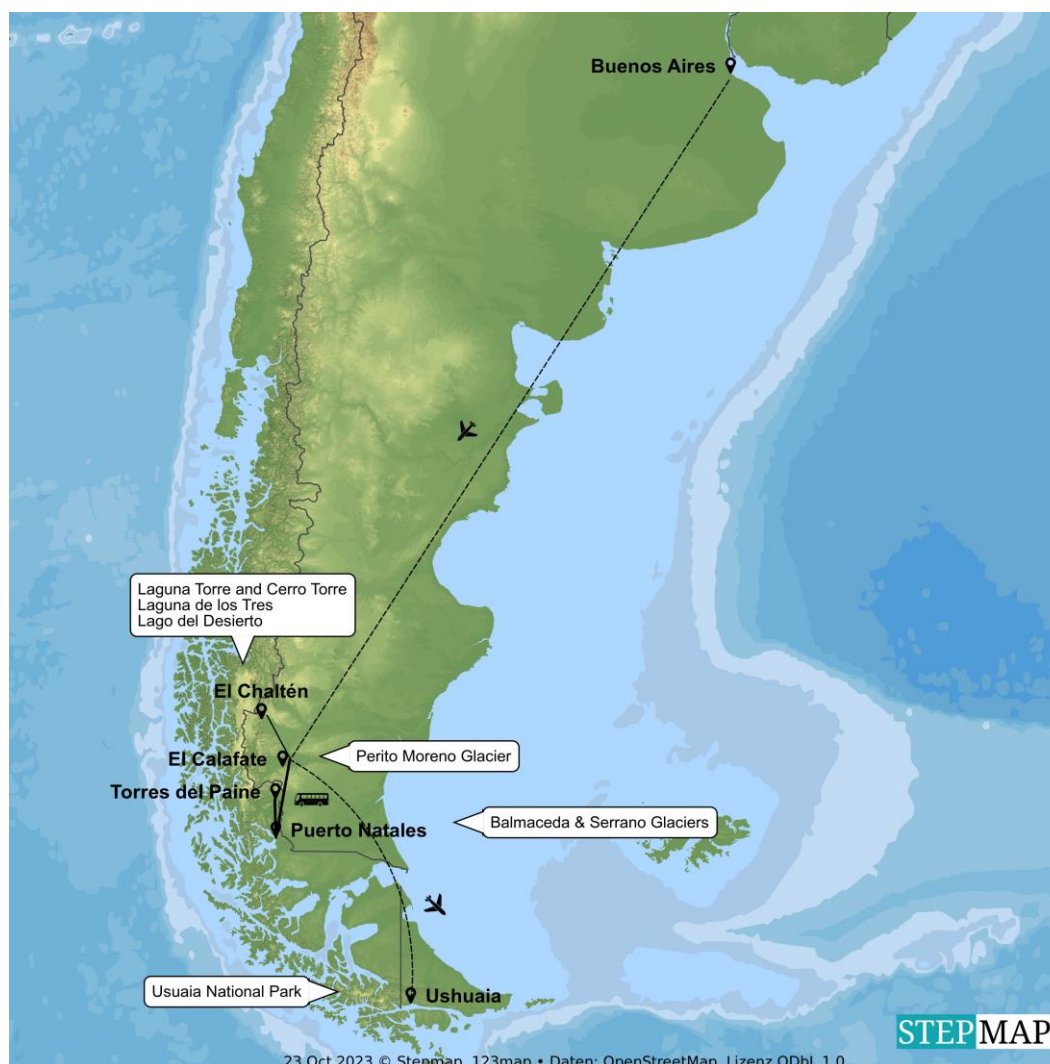 Buenos Aires
Laguna Torre and Cerro Torre
Laguna de los Tres
Lago del Desierto
El Chaltén
El Calafate
Perito Moreno Glacier
Torres del Paine
Puerto Natales
Balmaceda & Serrano Glaciers
Usuaia National Park
Ushuaia
STEPMAP
23 Oct 2023 © Stepmap, 123map • Daten: OpenStreetMap, Lizenz ODbL 1.0